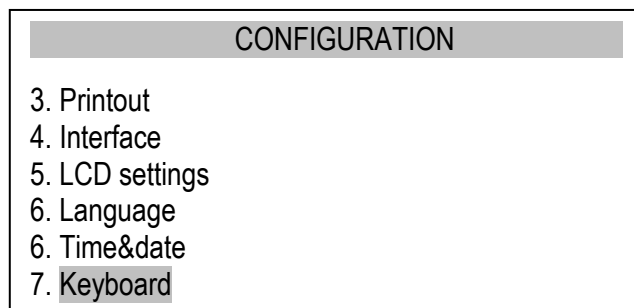 CONFIGURATION
3. Printout
4. Interface
5. LCD settings
6. Language
6. Time&date
7. Keyboard